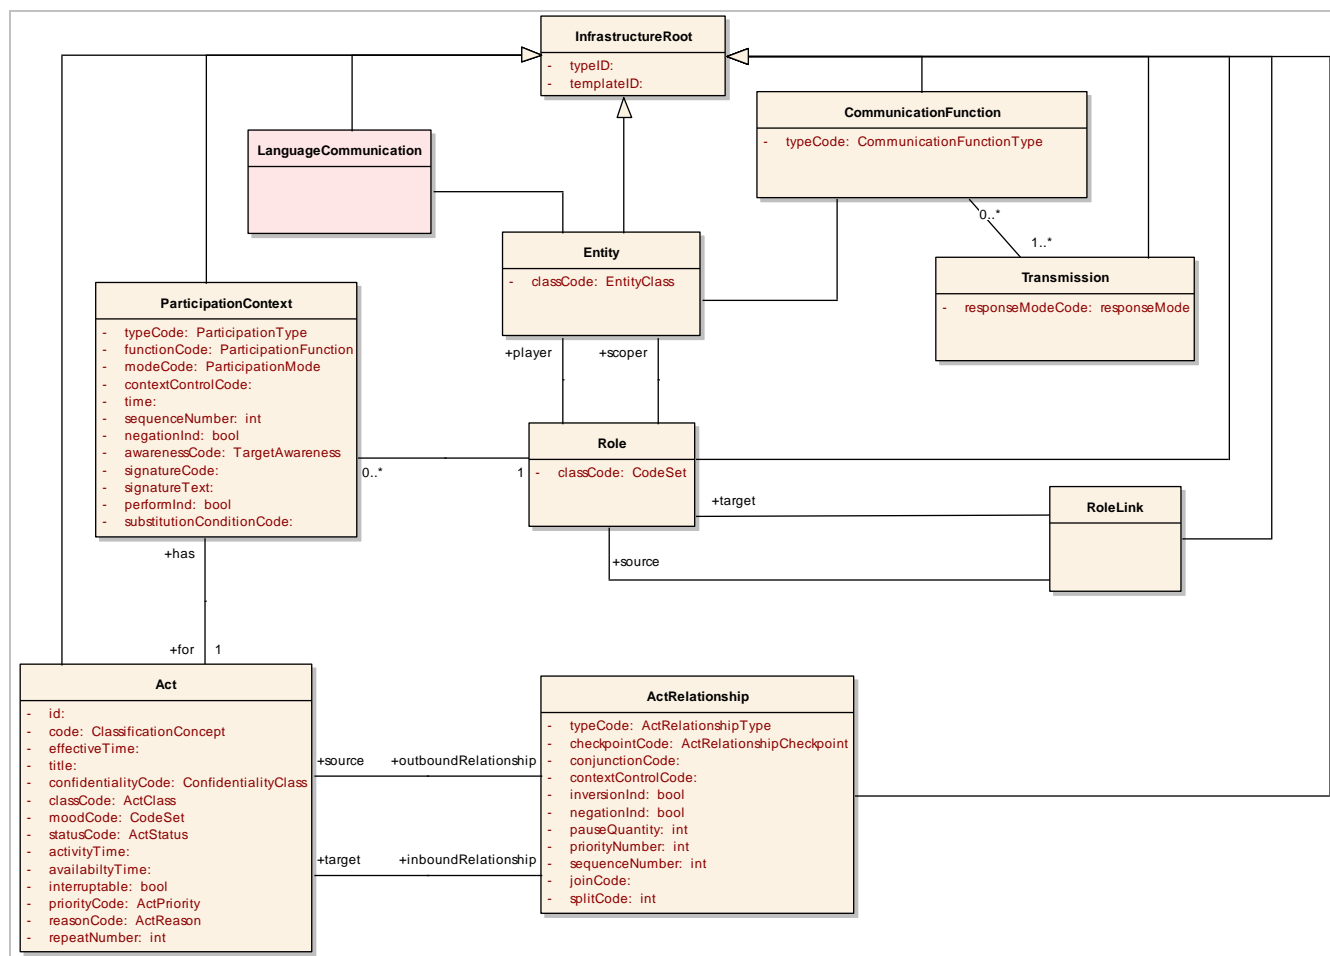 InfrastructureRoot
- typeID:
- templateID:
LanguageCommunication
CommunicationFunction
- typeCode: CommunicationFunctionType
0..*
1..*
Entity
- classCode: EntityClass
Transmission
- responseModeCode: responseMode
ParticipationContext
- typeCode: ParticipationType
- functionCode: ParticipationFunction
- modeCode: ParticipationMode
- contextControlCode:
- time:
- sequenceNumber: int
- negationInd: bool
- awarenessCode: TargetAwareness
- signatureCode:
- signatureText:
- performInd: bool
- substitutionConditionCode:
+player
+scoper
Role
- classCode: CodeSet
0..*
1
+target
+source
RoleLink
+has
+for
1
Act
- id:
- code: ClassificationConcept
- effectiveTime:
- title:
- confidentialityCode: ConfidentialityClass
- classCode: ActClass
- moodCode: CodeSet
- statusCode: ActStatus
- activityTime:
- availabiltyTime:
- interruptable: bool
- priorityCode: ActPriority
- reasonCode: ActReason
- repeatNumber: int
+source
+outboundRelationship
+target
+inboundRelationship
ActRelationship
- typeCode: ActRelationshipType
- checkpointCode: ActRelationshipCheckpoint
- conjunctionCode:
- contextControlCode:
- inversionInd: bool
- negationInd: bool
- pauseQuantity: int
- priorityNumber: int
- sequenceNumber: int
- joinCode:
- splitCode: int